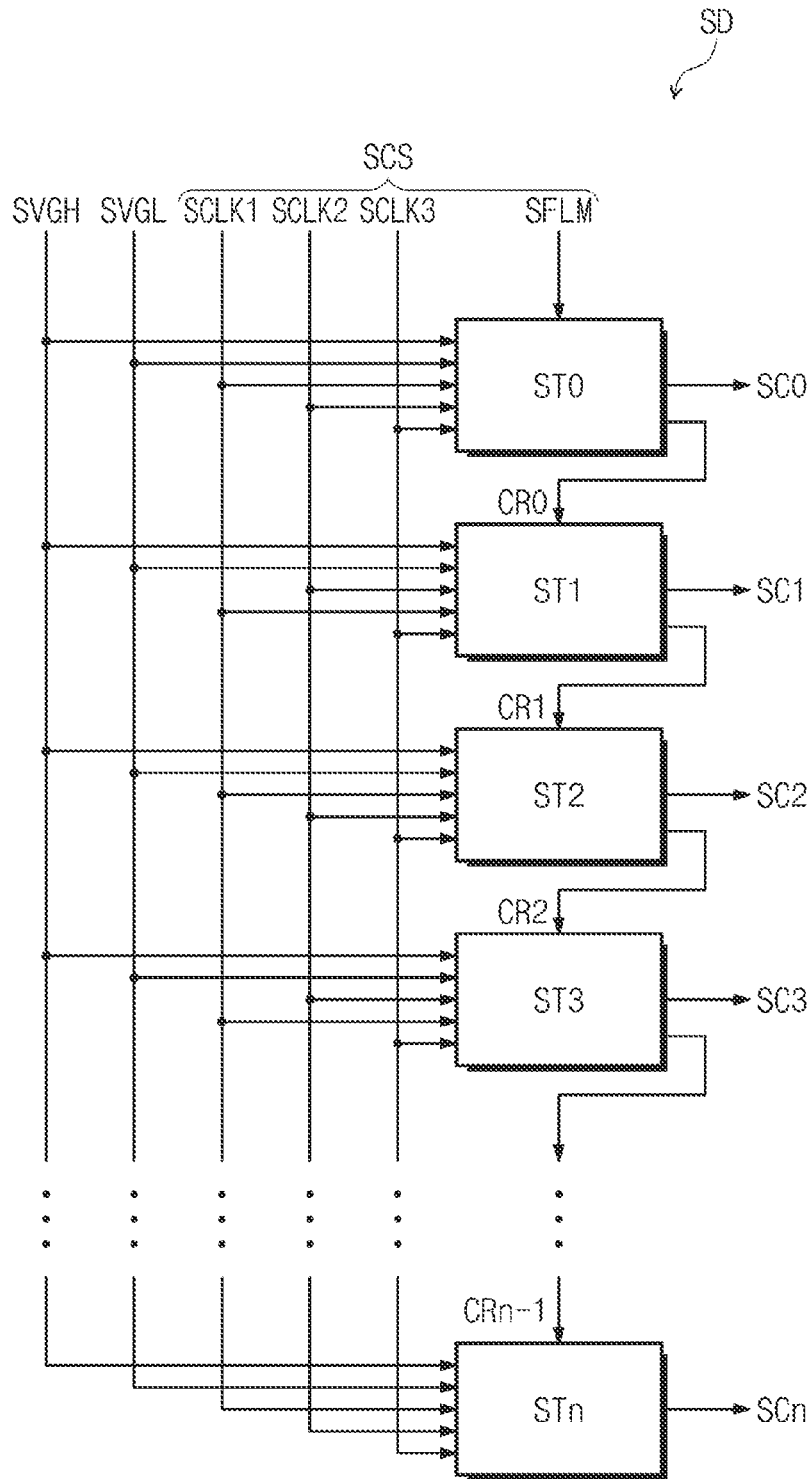 SD
SCS
SVGH SVGL SCLK1 SCLK2 SCLK3 SFLM
ST0 SC0
CR0
ST1 SC1
CR1
ST2 SC2
CR2
ST3 SC3
CRn-1
STn SCn